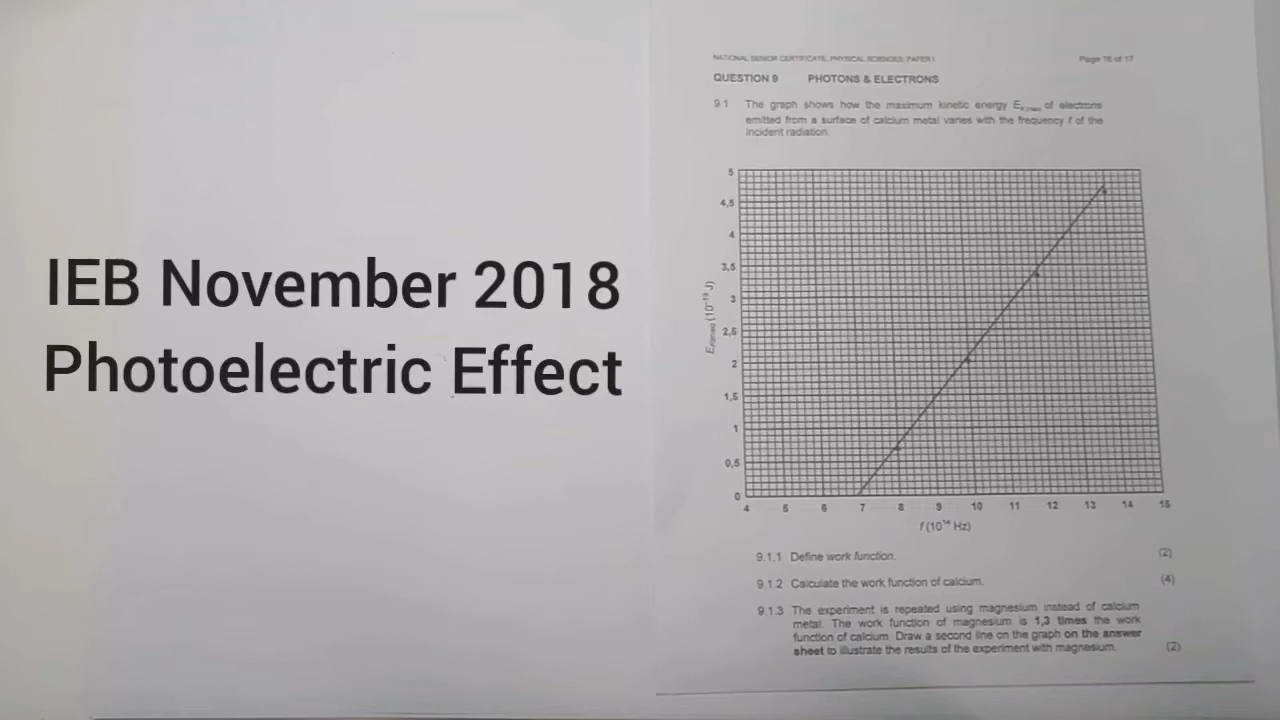 IEB November 2018
Photoelectric Effect
NATIONAL SENIOR CERTIFICATE: PHYSICAL SCIENCES: PAPER I
Page 16 of 17
QUESTION 9 PHOTONS & ELECTRONS
9.1 The graph shows how the maximum kinetic energy EK(max) of electrons
emitted from a surface of calcium metal varies with the frequency f of the
incident radiation.
5
4,5
4
3,5
3
2,5
2
1,5
1
0,5
0
EK(max) (10⁻¹⁹ J)
4 5 6 7 8 9 10 11 12 13 14 15
f (10¹⁴ Hz)
9.1.1 Define work function. (2)
9.1.2 Calculate the work function of calcium. (4)
9.1.3 The experiment is repeated using magnesium instead of calcium
metal. The work function of magnesium is 1,3 times the work
function of calcium. Draw a second line on the graph on the answer
sheet to illustrate the results of the experiment with magnesium. (2)